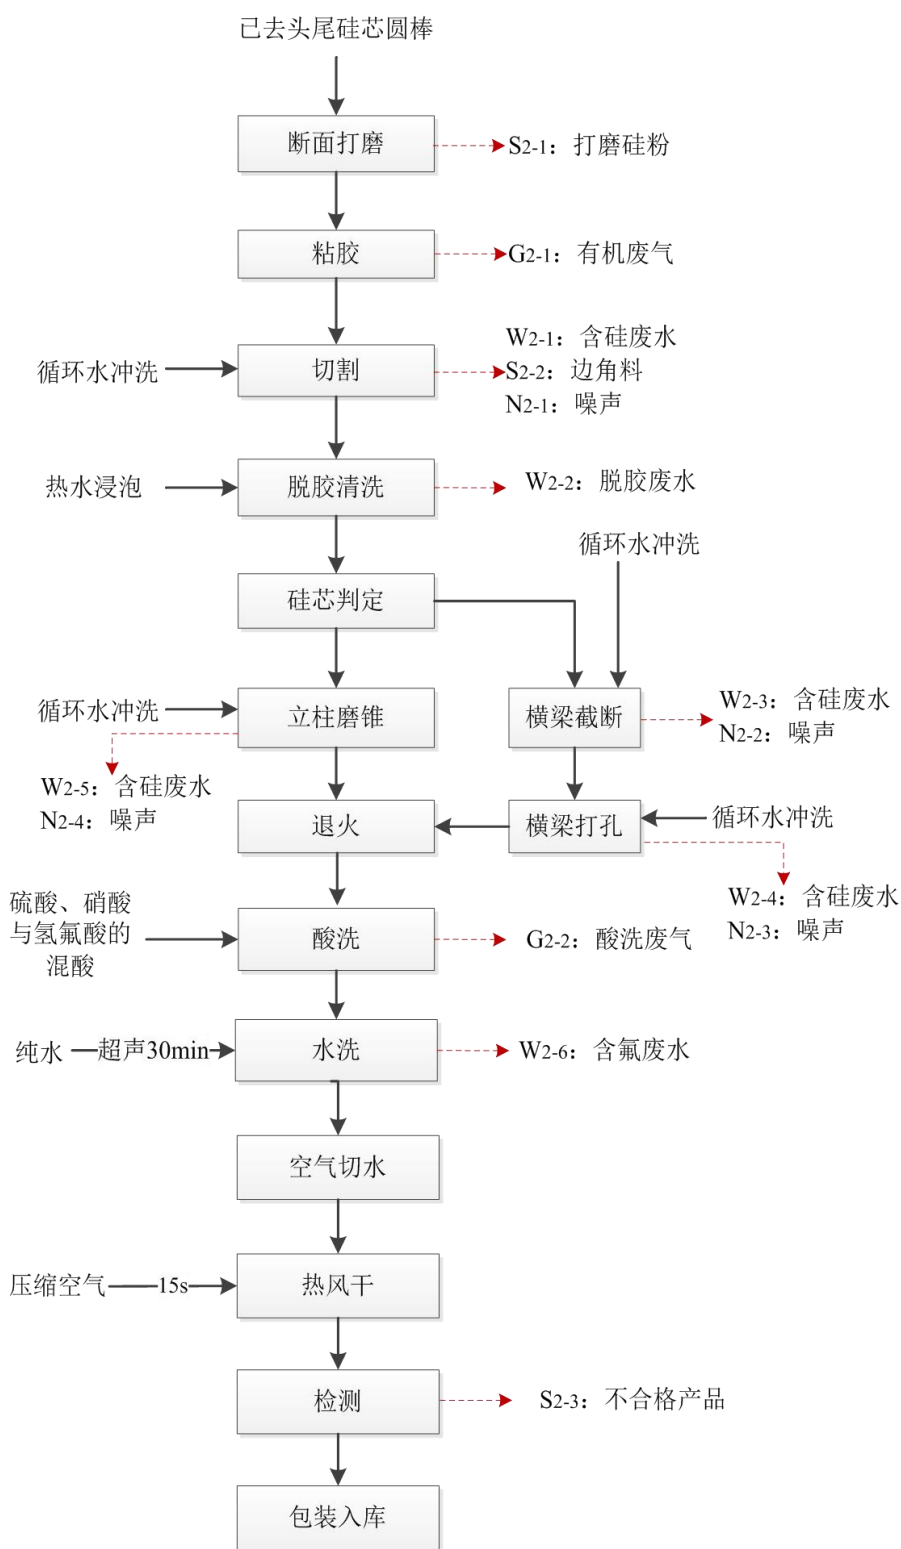 已去头尾硅芯圆棒
断面打磨
S2-1：打磨硅粉
粘胶
G2-1：有机废气
循环水冲洗
切割
W2-1：含硅废水
S2-2：边角料
N2-1：噪声
热水浸泡
脱胶清洗
W2-2：脱胶废水
循环水冲洗
硅芯判定
循环水冲洗
立柱磨锥
横梁截断
W2-3：含硅废水
N2-2：噪声
W2-5：含硅废水
N2-4：噪声
退火
横梁打孔
循环水冲洗
W2-4：含硅废水
N2-3：噪声
硫酸、硝酸
与氢氟酸的
混酸
酸洗
G2-2：酸洗废气
纯水
超声30min
水洗
W2-6：含氟废水
空气切水
压缩空气
15s
热风干
检测
S2-3：不合格产品
包装入库